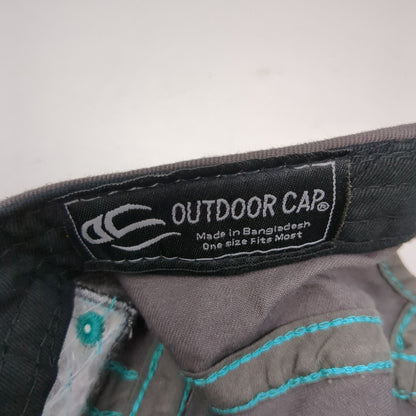 OUTDOOR CAP®
Made in Bangladesh
One size Fits Most